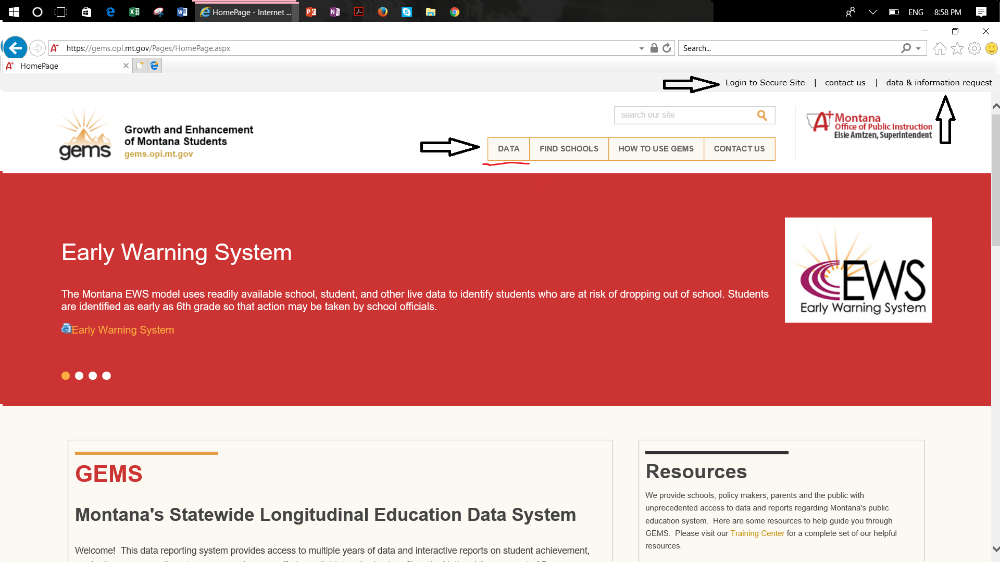 HomePage - Internet ...
ENG
8:58 PM
https://gems.opi.mt.gov/Pages/HomePage.aspx
Search...
HomePage
Login to Secure Site | contact us | data & information request
gems
Growth and Enhancement
of Montana Students
gems.opi.mt.gov
search our site
DATA
FIND SCHOOLS
HOW TO USE GEMS
CONTACT US
A+ Montana
Office of Public Instruction
Elsie Arntzen, Superintendent
Early Warning System
The Montana EWS model uses readily available school, student, and other live data to identify students who are at risk of dropping out of school. Students
are identified as early as 6th grade so that action may be taken by school officials.
Early Warning System
EWS
Early Warning System
GEMS
Montana's Statewide Longitudinal Education Data System
Welcome! This data reporting system provides access to multiple years of data and interactive reports on student achievement,
Resources
We provide schools, policy makers, parents and the public with
unprecedented access to data and reports regarding Montana's public
education system. Here are some resources to help guide you through
GEMS. Please visit our Training Center for a complete set of our helpful
resources.